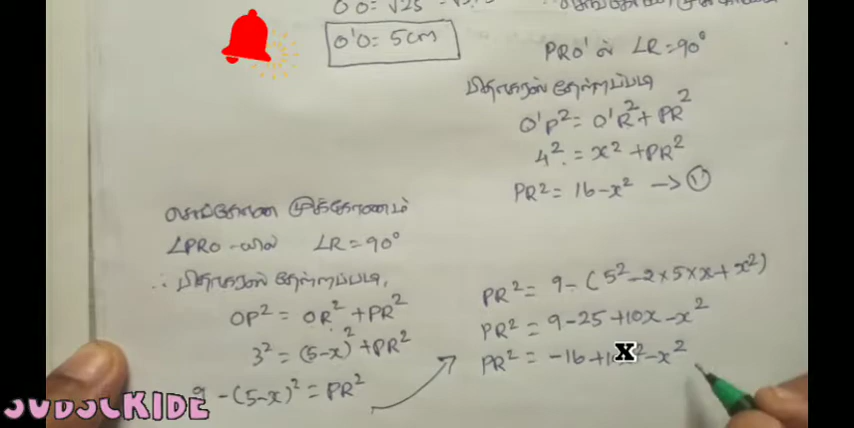 O'O = 5cm
PRO' ல் ∠R = 90°
பிதாகரஸ் தேற்றப்படி
O'P² = O'R² + PR²
4² = x² + PR²
PR² = 16 - x² → ①
செங்கோண முக்கோணம்
∠PRO -யில் ∠R = 90°
∴ பிதாகரஸ் தேற்றப்படி,
OP² = OR² + PR²
3² = (5-x)² + PR²
9 - (5-x)² = PR²
PR² = 9 - (5² - 2×5×x + x²)
PR² = 9 - 25 + 10x - x²
PR² = -16 + 10x - x²
SUBSCRIBE